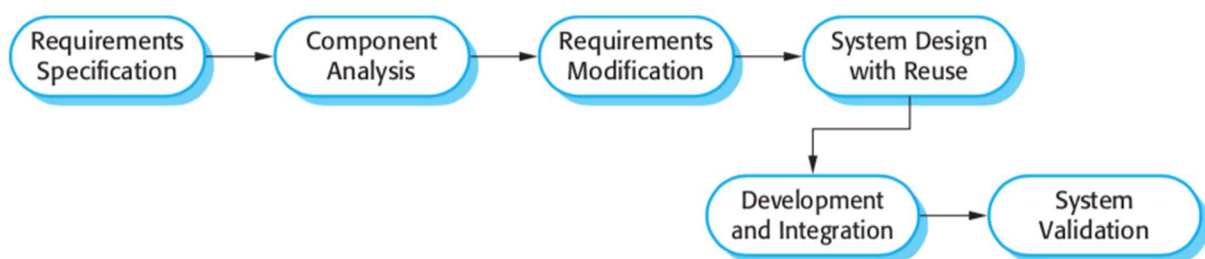 Requirements
Specification
Component
Analysis
Requirements
Modification
System Design
with Reuse
Development
and Integration
System
Validation